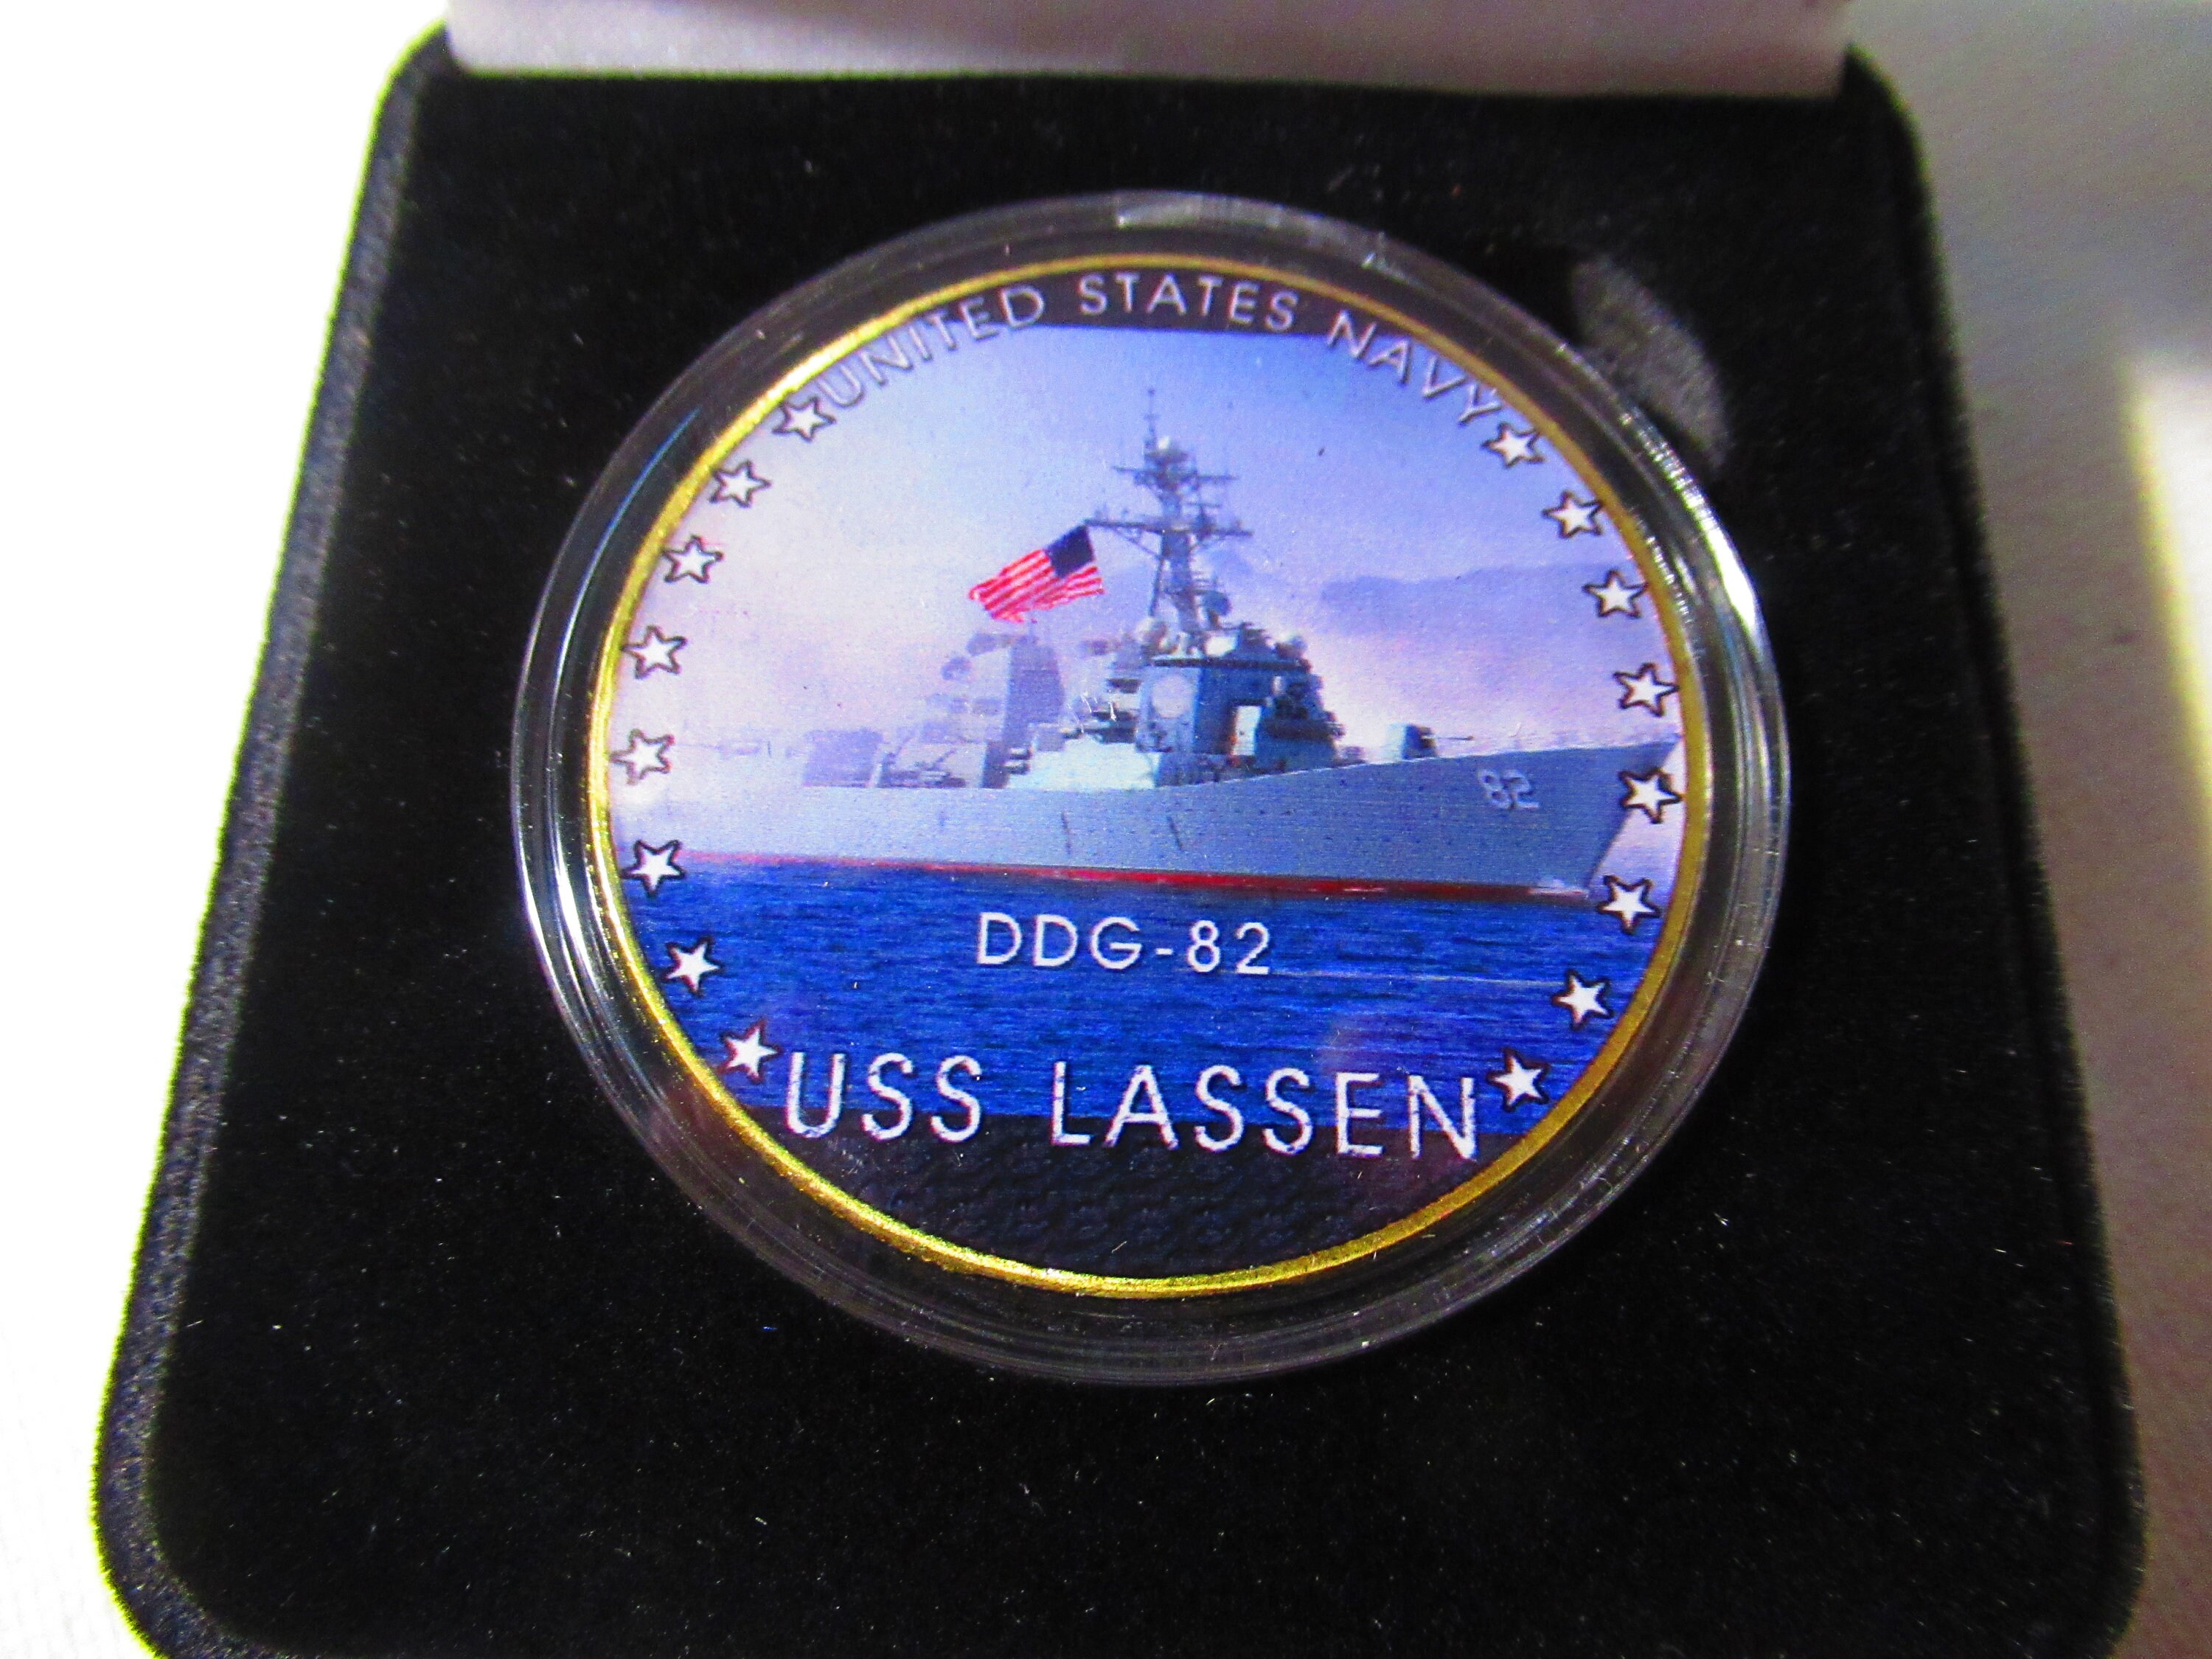 UNITED STATES NAVY
82
DDG-82
USS LASSEN